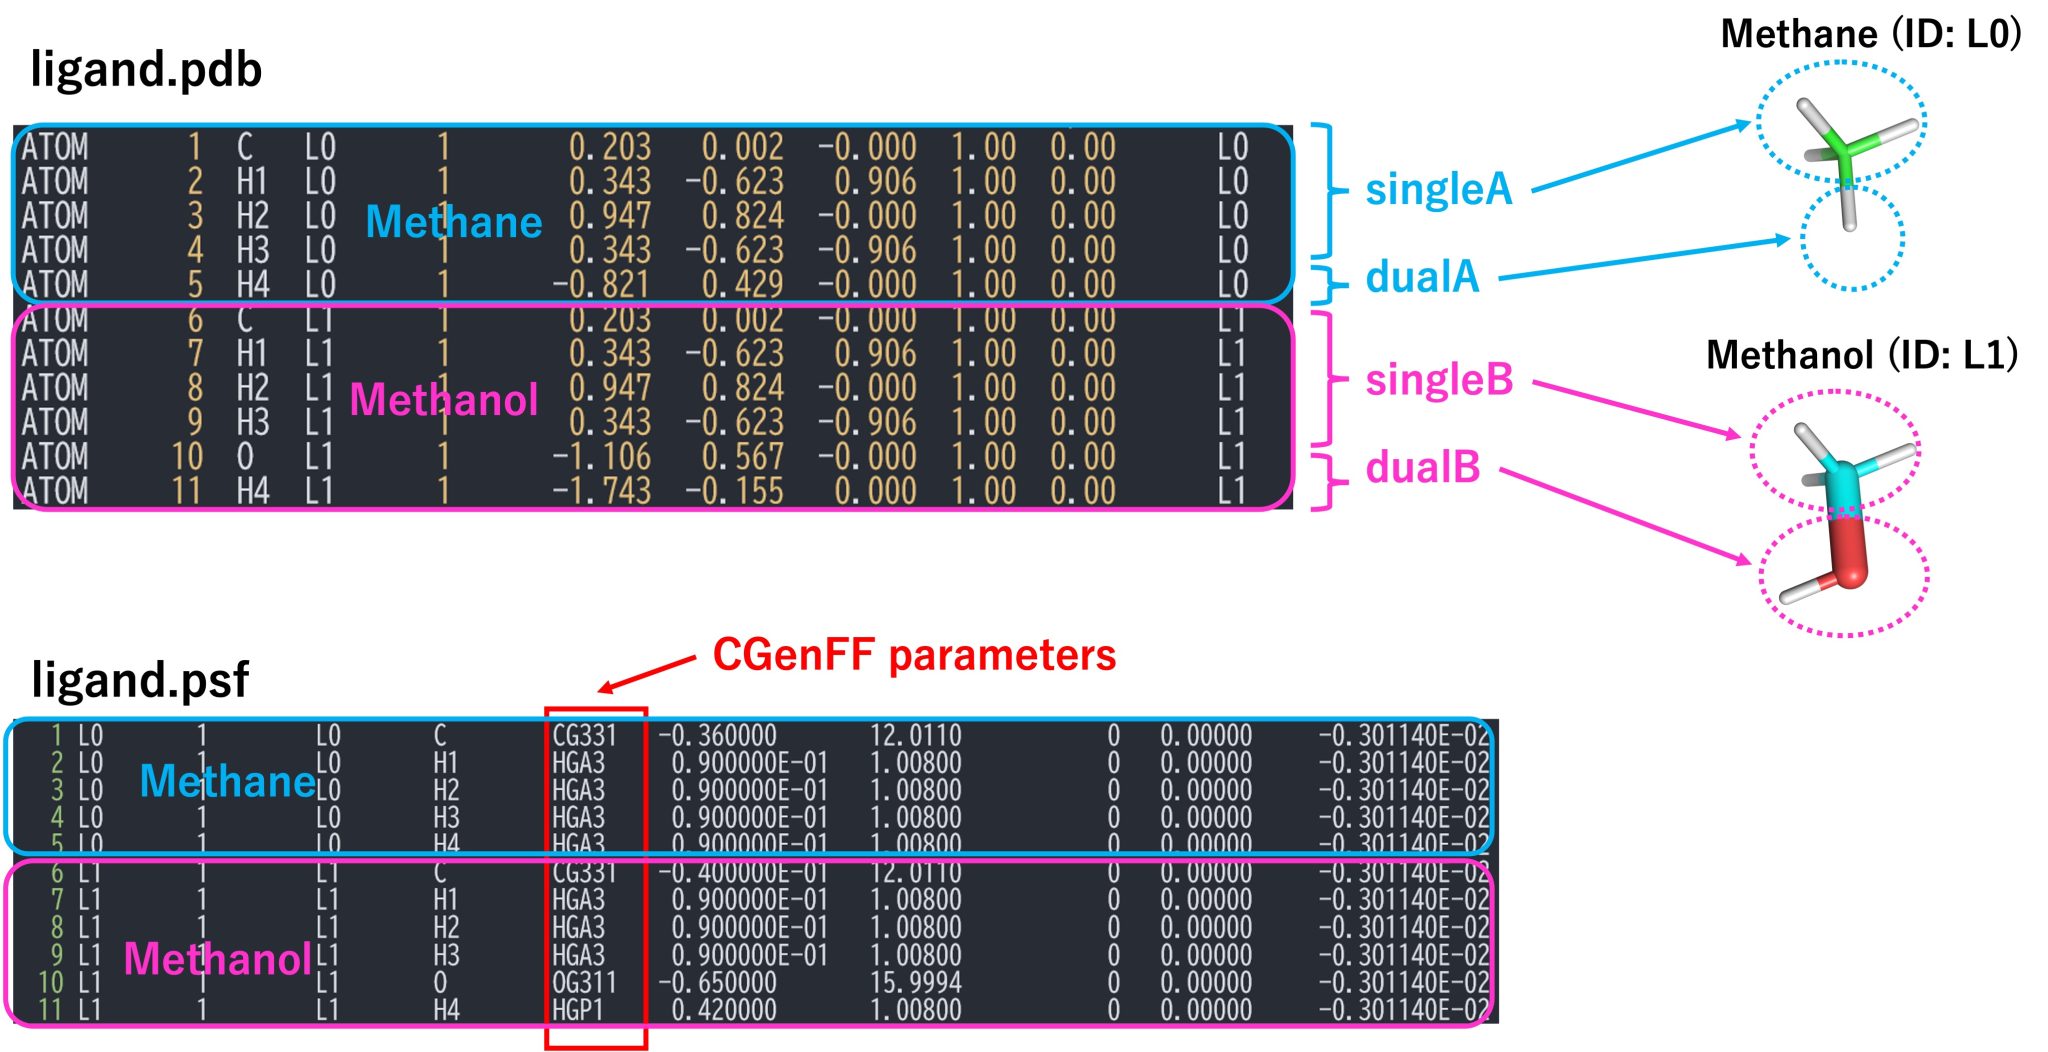 Methane (ID: L0)
ligand.pdb
ATOM 1 C L0 1 0.203 0.002 -0.000 1.00 0.00 L0
ATOM 2 H1 L0 1 0.343 -0.623 0.906 1.00 0.00 L0
ATOM 3 H2 L0 1 0.947 0.824 -0.000 1.00 0.00 L0
ATOM 4 H3 L0 1 0.343 -0.623 -0.906 1.00 0.00 L0
ATOM 5 H4 L0 1 -0.821 0.429 -0.000 1.00 0.00 L0
Methane
singleA
dualA
ATOM 6 C L1 1 0.203 0.002 -0.000 1.00 0.00 L1
ATOM 7 H1 L1 1 0.343 -0.623 0.906 1.00 0.00 L1
ATOM 8 H2 L1 1 0.947 0.824 -0.000 1.00 0.00 L1
ATOM 9 H3 L1 1 0.343 -0.623 -0.906 1.00 0.00 L1
ATOM 10 O L1 1 -1.106 0.567 -0.000 1.00 0.00 L1
ATOM 11 H4 L1 1 -1.743 -0.155 0.000 1.00 0.00 L1
Methanol
singleB
dualB
Methanol (ID: L1)
CGenFF parameters
ligand.psf
1 L0 1 L0 C CG331 -0.360000 12.0110 0 0.00000 -0.301140E-02
2 L0 1 L0 H1 HGA3 0.900000E-01 1.00800 0 0.00000 -0.301140E-02
3 L0 1 L0 H2 HGA3 0.900000E-01 1.00800 0 0.00000 -0.301140E-02
4 L0 1 L0 H3 HGA3 0.900000E-01 1.00800 0 0.00000 -0.301140E-02
5 L0 1 L0 H4 HGA3 0.900000E-01 1.00800 0 0.00000 -0.301140E-02
Methane
6 L1 1 L1 C CG331 -0.400000E-01 12.0110 0 0.00000 -0.301140E-02
7 L1 1 L1 H1 HGA3 0.900000E-01 1.00800 0 0.00000 -0.301140E-02
8 L1 1 L1 H2 HGA3 0.900000E-01 1.00800 0 0.00000 -0.301140E-02
9 L1 1 L1 H3 HGA3 0.900000E-01 1.00800 0 0.00000 -0.301140E-02
10 L1 1 L1 O OG311 -0.650000 15.9994 0 0.00000 -0.301140E-02
11 L1 1 L1 H4 HGP1 0.420000 1.00800 0 0.00000 -0.301140E-02
Methanol